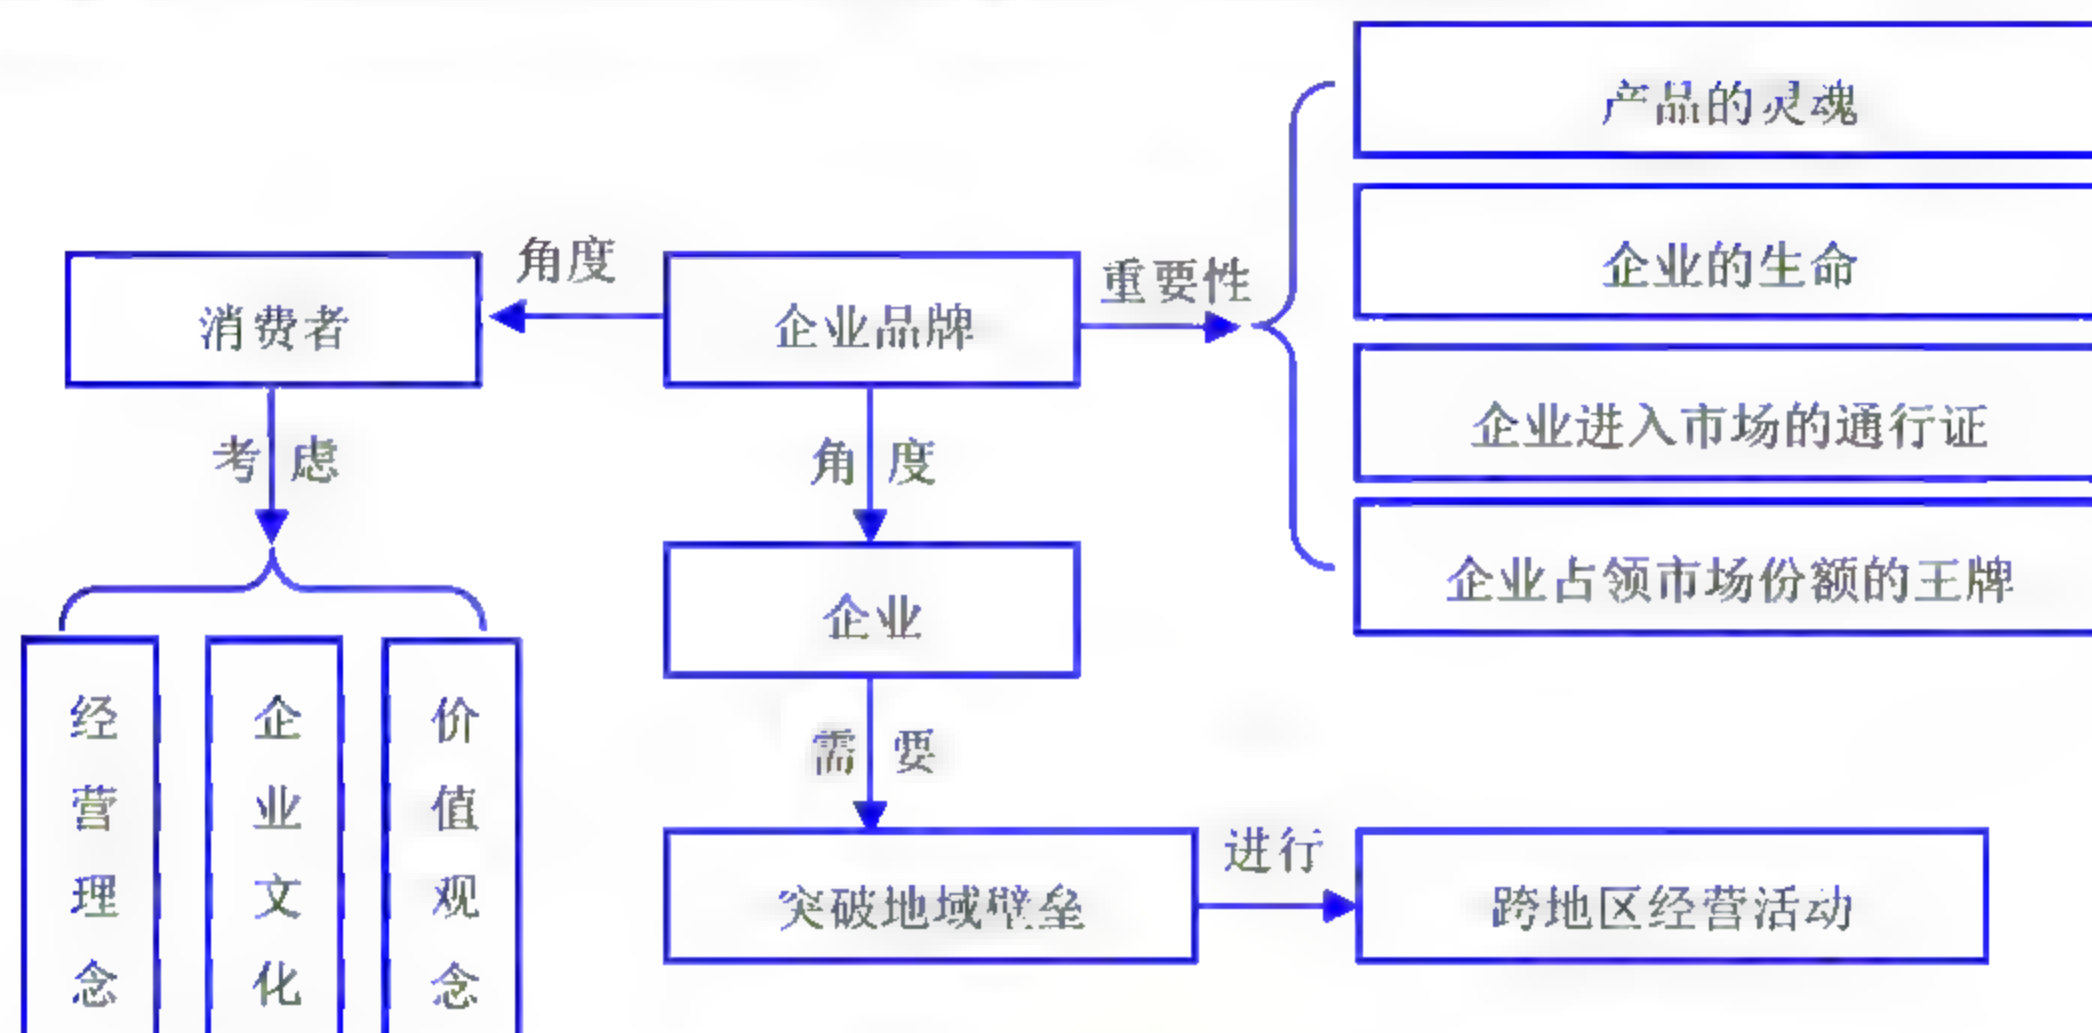 产品的灵魂
企业的生命
企业进入市场的通行证
企业占领市场份额的王牌
消费者
角度
企业品牌
重要性
考虑
角度
企业
需要
经营理念
企业文化
价值观念
突破地域壁垒
进行
跨地区经营活动